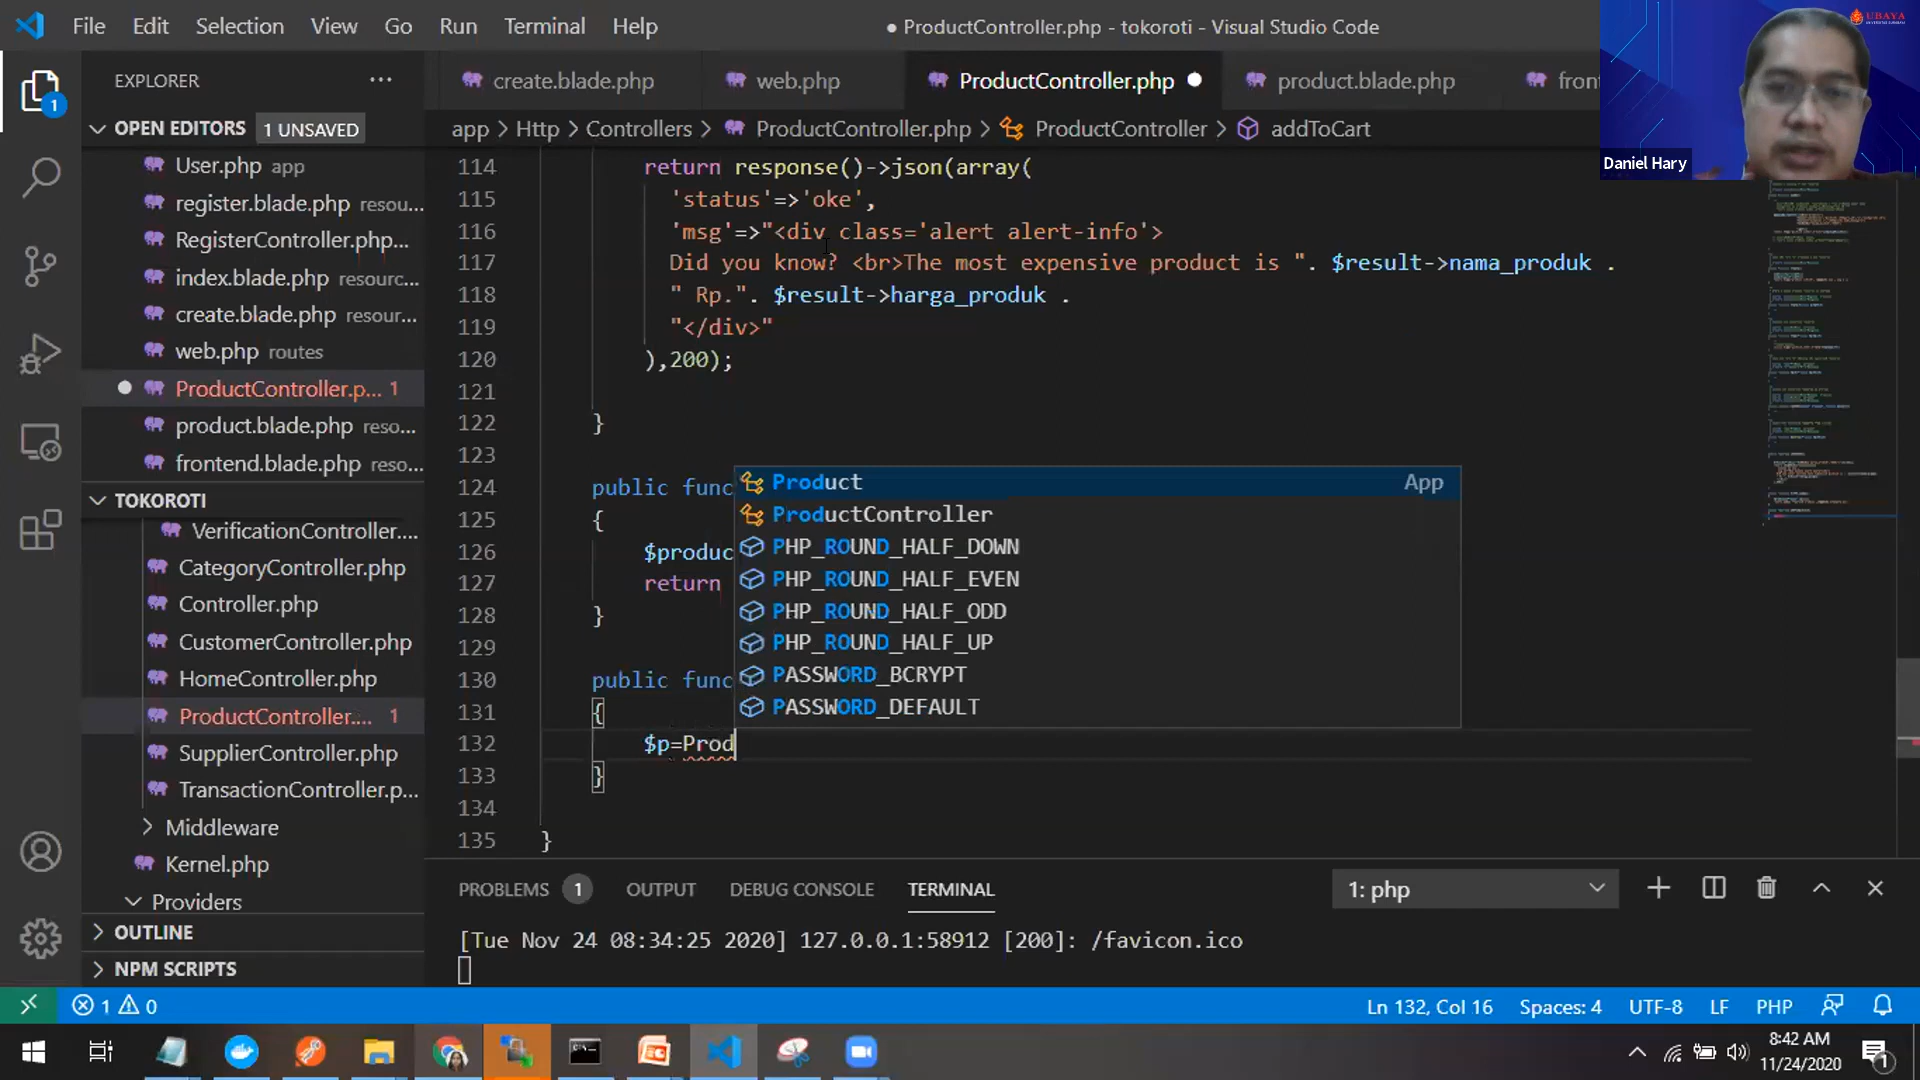 File Edit Selection View Go Run Terminal Help
● ProductController.php - tokoroti - Visual Studio Code
UBAYA
Daniel Hary
EXPLORER
OPEN EDITORS 1 UNSAVED
User.php app
register.blade.php resou...
RegisterController.php...
index.blade.php resourc...
create.blade.php resour...
web.php routes
ProductController.p... 1
product.blade.php reso...
frontend.blade.php reso...
TOKOROTI
VerificationController....
CategoryController.php
Controller.php
CustomerController.php
HomeController.php
ProductController.... 1
SupplierController.php
TransactionController.p...
Middleware
Kernel.php
Providers
OUTLINE
NPM SCRIPTS
create.blade.php web.php ProductController.php product.blade.php fron
app > Http > Controllers > ProductController.php > ProductController > addToCart
114 return response()->json(array(
115 'status'=>'oke',
116 'msg'=>"<div class='alert alert-info'>
117 Did you know? <br>The most expensive product is ". $result->nama_produk .
118 " Rp.". $result->harga_produk .
119 "</div>"
120 ),200);
121
122 }
123
124 public func
125 {
126 $produc
127 return
128 }
129
130 public func
131 {
132 $p=Prod
133 }
134
135 }
Product App
ProductController
PHP_ROUND_HALF_DOWN
PHP_ROUND_HALF_EVEN
PHP_ROUND_HALF_ODD
PHP_ROUND_HALF_UP
PASSWORD_BCRYPT
PASSWORD_DEFAULT
PROBLEMS 1 OUTPUT DEBUG CONSOLE TERMINAL 1: php
[Tue Nov 24 08:34:25 2020] 127.0.0.1:58912 [200]: /favicon.ico
1 0 Ln 132, Col 16 Spaces: 4 UTF-8 LF PHP
8:42 AM
11/24/2020
1